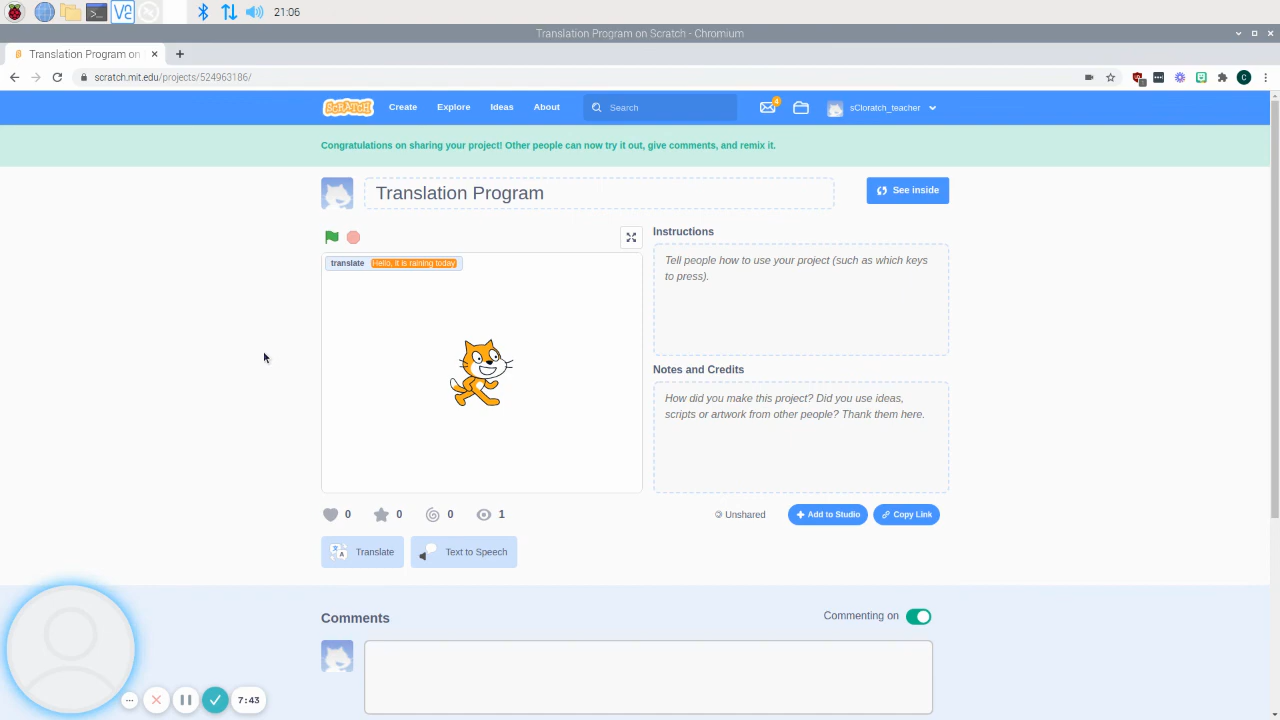 21:06
Translation Program on Scratch - Chromium
Translation Program on
scratch.mit.edu/projects/524963186/
C
SCRATCH Create Explore Ideas About Search 4 sCloratch_teacher
Congratulations on sharing your project! Other people can now try it out, give comments, and remix it.
Translation Program
See inside
Instructions
Tell people how to use your project (such as which keys
to press).
translate Hello, it is raining today
Notes and Credits
How did you make this project? Did you use ideas,
scripts or artwork from other people? Thank them here.
0 0 0 1
Unshared Add to Studio Copy Link
Translate Text to Speech
Comments
Commenting on
7:43